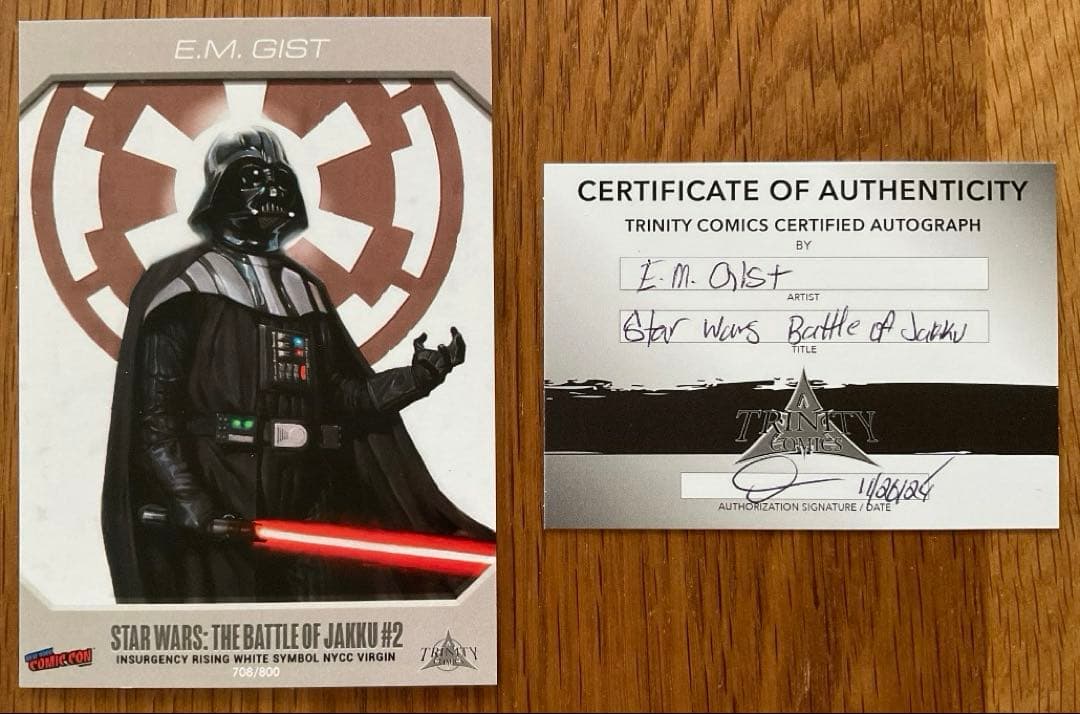 E.M. GIST
STAR WARS: THE BATTLE OF JAKKU #2
INSURGENCY RISING WHITE SYMBOL NYCC VIRGIN
708/800
NEW YORK
COMIC CON
TRINITY
COMICS
CERTIFICATE OF AUTHENTICITY
TRINITY COMICS CERTIFIED AUTOGRAPH
BY
E.M. Gist
ARTIST
Star Wars Battle of Jakku
TITLE
TRINITY
COMICS
11/26/24
AUTHORIZATION SIGNATURE / DATE